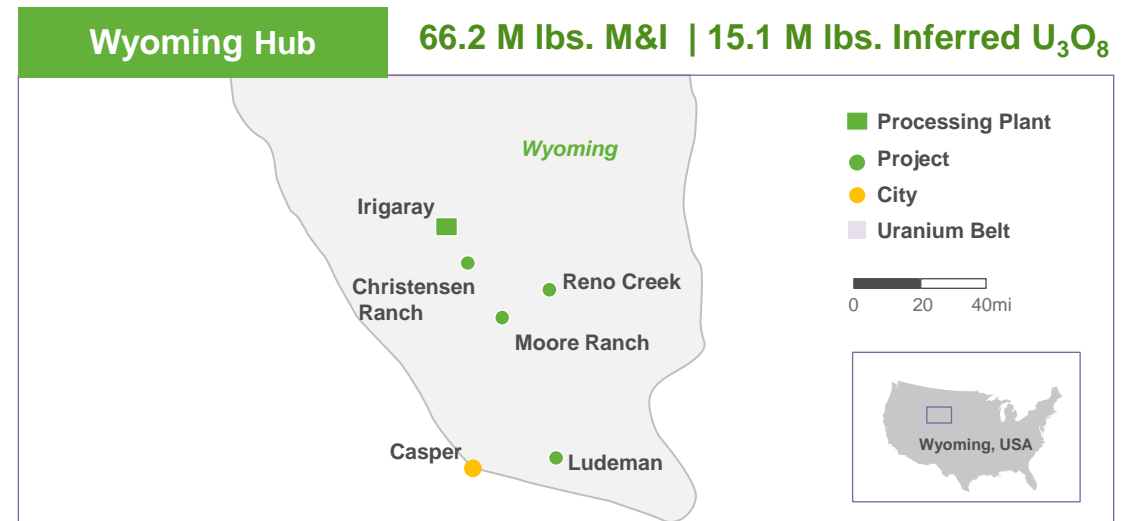 Wyoming Hub
66.2 M lbs. M&I | 15.1 M lbs. Inferred U₃O₈
Wyoming
Irigaray
Christensen
Ranch
Reno Creek
Moore Ranch
Casper
Ludeman
Processing Plant
Project
City
Uranium Belt
0 20 40mi
Wyoming, USA